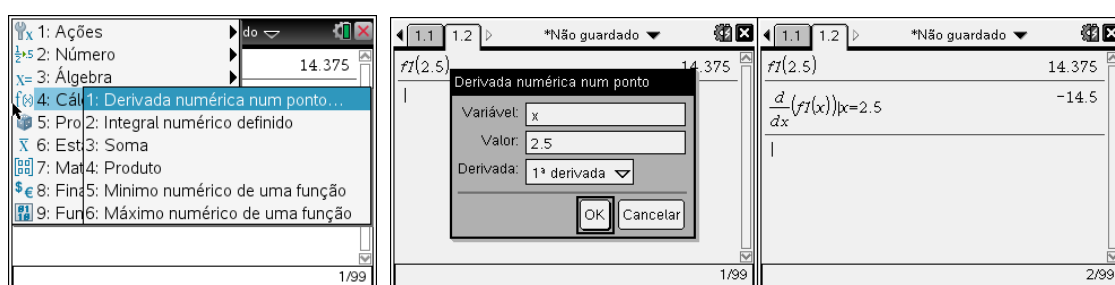 1: Ações
do
2: Número
14.375
3: Álgebra
4: Cál
1: Derivada numérica num ponto...
5: Pro
2: Integral numérico definido
6: Est
3: Soma
7: Mat
4: Produto
8: Fina
5: Minimo numérico de uma função
9: Fun
6: Máximo numérico de uma função
1/99
1.1 1.2 *Não guardado
f1(2.5) 14.375
Derivada numérica num ponto
Variável: x
Valor: 2.5
Derivada: 1ª derivada
OK Cancelar
1/99
1.1 1.2 *Não guardado
f1(2.5) 14.375
d/dx(f1(x))|x=2.5 -14.5
2/99